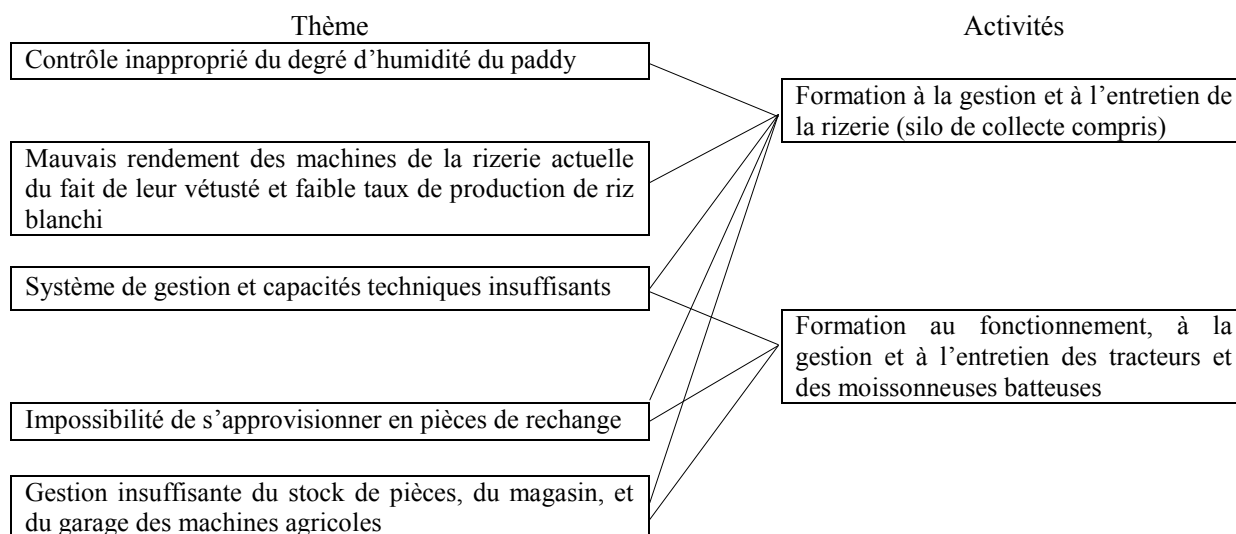 Thème
Contrôle inapproprié du degré d’humidité du paddy
Mauvais rendement des machines de la rizerie actuelle
du fait de leur vétusté et faible taux de production de riz
blanchi
Système de gestion et capacités techniques insuffisants
Impossibilité de s’approvisionner en pièces de rechange
Gestion insuffisante du stock de pièces, du magasin, et
du garage des machines agricoles
Activités
Formation à la gestion et à l’entretien de
la rizerie (silo de collecte compris)
Formation au fonctionnement, à la
gestion et à l’entretien des tracteurs et
des moissonneuses batteuses